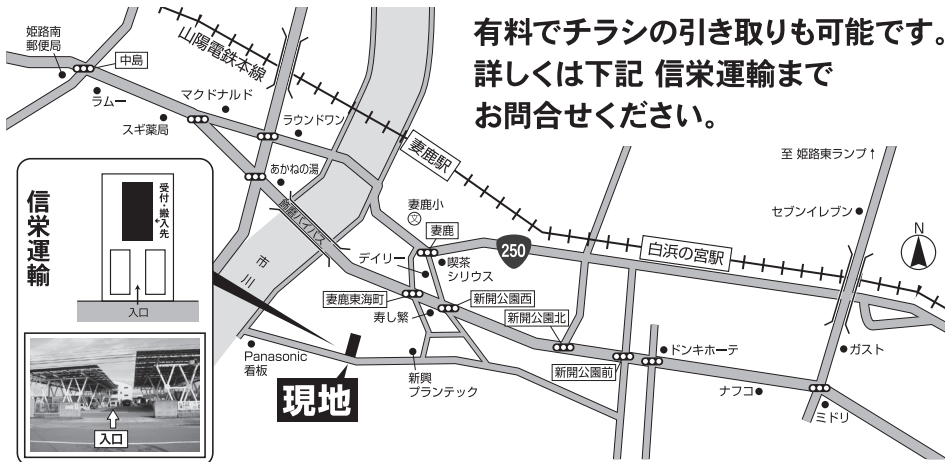 有料でチラシの引き取りも可能です。
詳しくは下記 信栄運輸まで
お問合せください。
姫路南
郵便局
中島
ラムー
スギ薬局
マクドナルド
ラウンドワン
山陽電鉄本線
妻鹿駅
あかねの湯
飾磨バイパス
市川
妻鹿小
文
妻鹿
デイリー
喫茶
シリウス
250
白浜の宮駅
至 姫路東ランプ↑
セブンイレブン
N
妻鹿東海町
寿し繁
新開公園西
新開公園北
新開公園前
ドンキホーテ
ナフコ
ガスト
ミドリ
Panasonic
看板
現地
新興
プランテック
信栄運輸
受付・搬入先
入口
入口